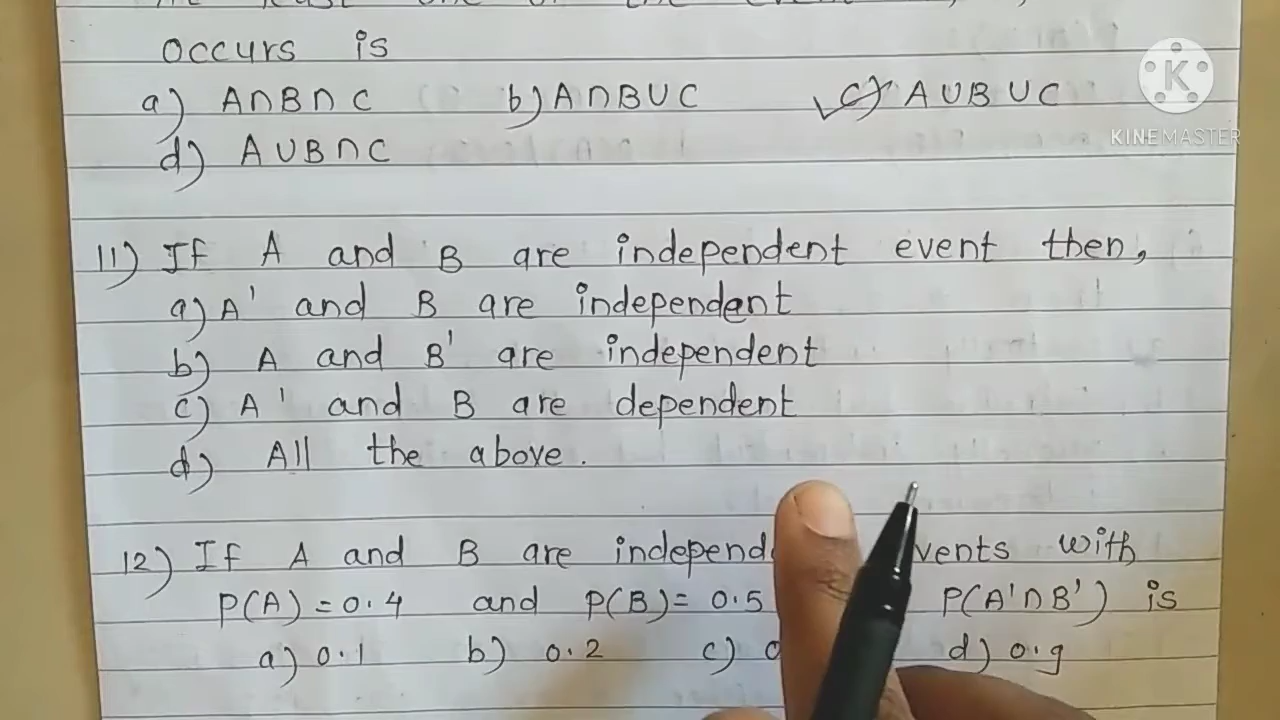 occurs is
a) A∩B∩C b) A∩B∪C c) A∪B∪C
d) A∪B∩C
K
KINEMASTER
11) If A and B are independent event then,
a) A' and B are independent
b) A and B' are independent
c) A' and B are dependent
d) All the above.
12) If A and B are vents with
P(A) = 0.4 and P(B) = 0.5 P(A'∩B') is
a) 0.1 b) 0.2 c) d) 0.9